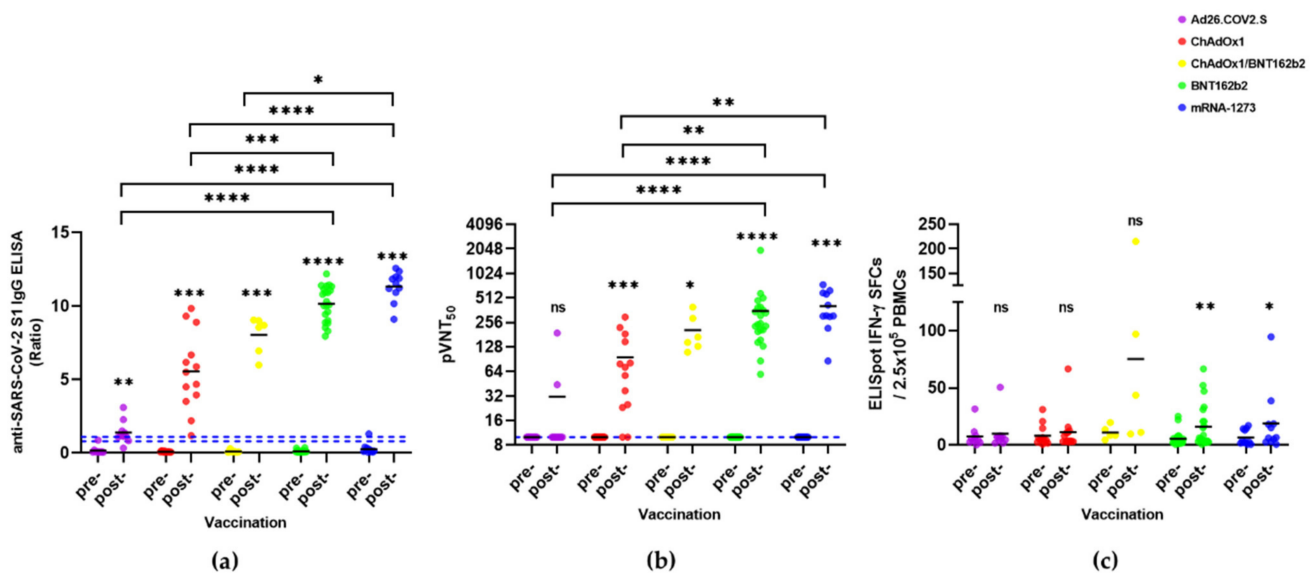 Ad26.COV2.S
ChAdOx1
ChAdOx1/BNT162b2
BNT162b2
mRNA-1273
*
****
***
****
****
anti-SARS-CoV-2 S1 IgG ELISA
(Ratio)
15
10
5
0
**
***
***
****
***
pre-
post-
pre-
post-
pre-
post-
pre-
post-
pre-
post-
Vaccination
(a)
**
**
****
****
pVNT50
4096
2048
1024
512
256
128
64
32
16
8
ns
***
*
****
***
pre-
post-
pre-
post-
pre-
post-
pre-
post-
pre-
post-
Vaccination
(b)
ELISpot IFN-γ SFCs
/ 2.5x10⁵ PBMCs
250
200
150
100
50
0
ns
ns
ns
**
*
pre-
post-
pre-
post-
pre-
post-
pre-
post-
pre-
post-
Vaccination
(c)